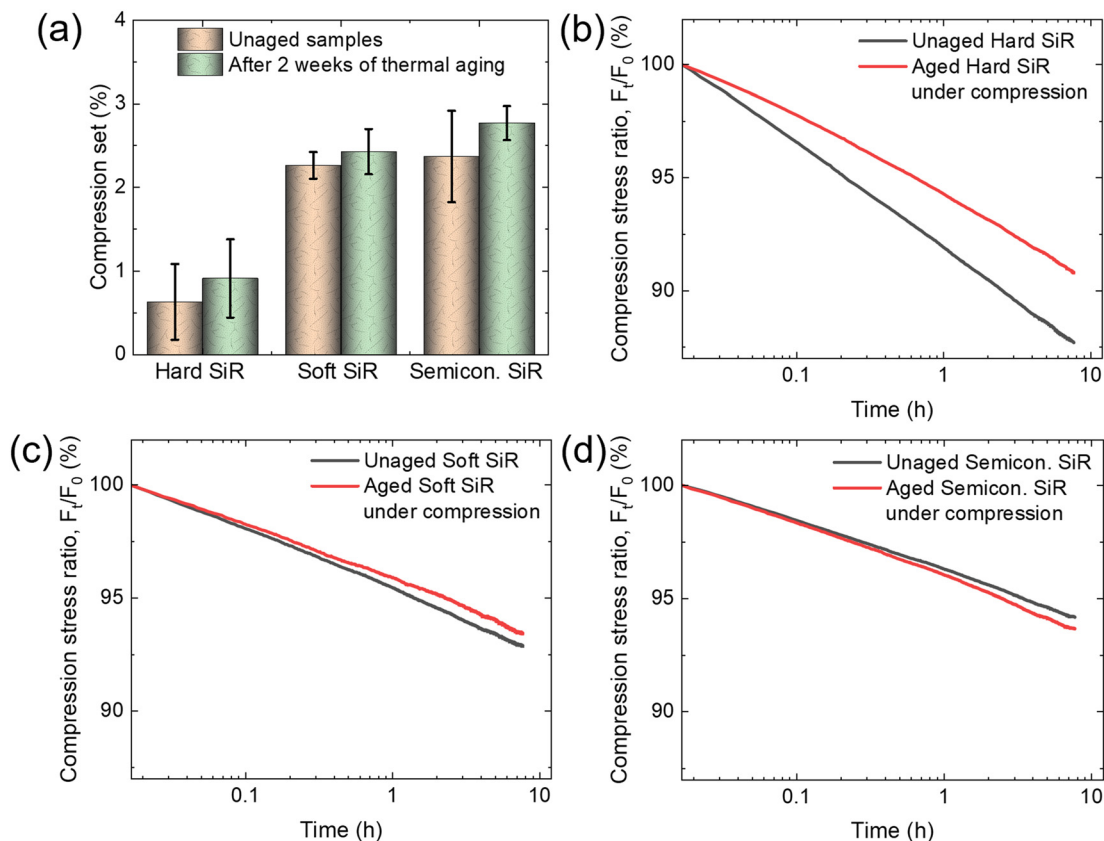 (a)
Compression set (%)
4
3
2
1
0
Unaged samples
After 2 weeks of thermal aging
Hard SiR
Soft SiR
Semicon. SiR
(b)
Compression stress ratio, Ft/F0 (%)
100
95
90
Unaged Hard SiR
Aged Hard SiR
under compression
0.1
1
10
Time (h)
(c)
Compression stress ratio, Ft/F0 (%)
100
95
90
Unaged Soft SiR
Aged Soft SiR
under compression
0.1
1
10
Time (h)
(d)
Compression stress ratio, Ft/F0 (%)
100
95
90
Unaged Semicon. SiR
Aged Semicon. SiR
under compression
0.1
1
10
Time (h)